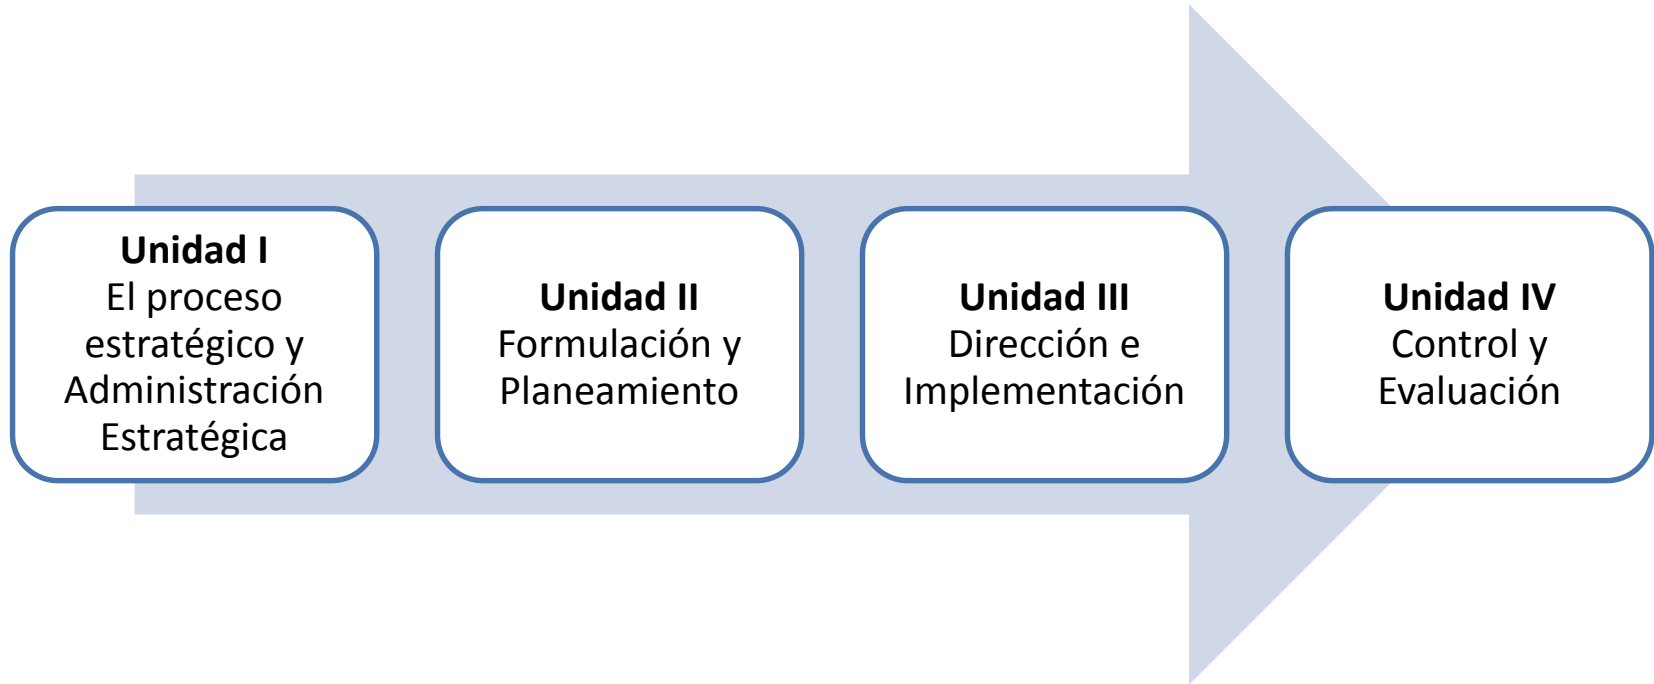 Unidad I
El proceso
estratégico y
Administración
Estratégica
Unidad II
Formulación y
Planeamiento
Unidad III
Dirección e
Implementación
Unidad IV
Control y
Evaluación